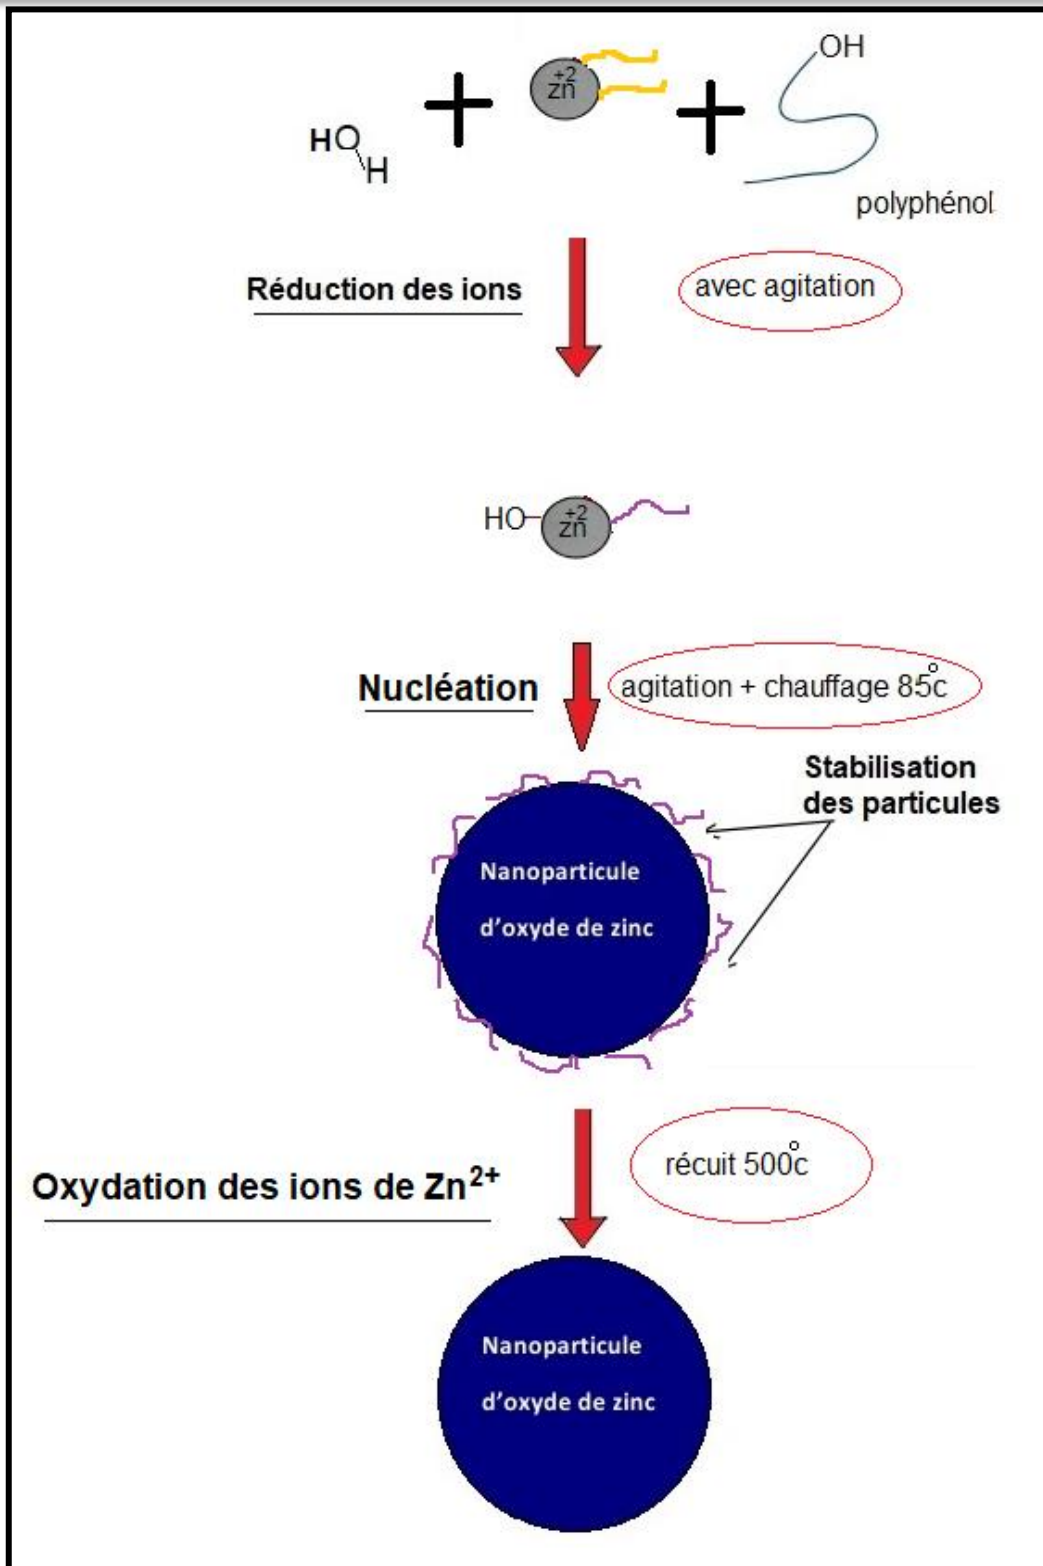 OH
+2
zn
HO
H
polyphénol
Réduction des ions
avec agitation
HO
+2
zn
Nucléation
agitation + chauffage 85°c
Stabilisation
des particules
Nanoparticule
d'oxyde de zinc
Oxydation des ions de Zn²⁺
récuit 500°c
Nanoparticule
d'oxyde de zinc